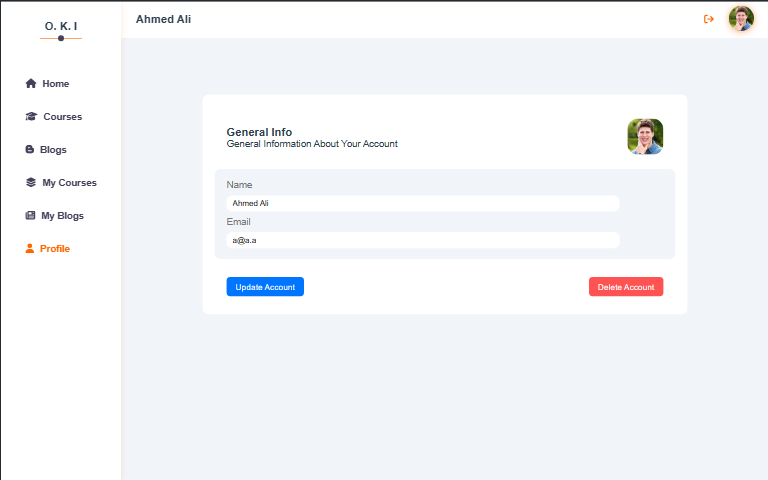 O. K. I
Ahmed Ali
Home
Courses
Blogs
My Courses
My Blogs
Profile
General Info
General Information About Your Account
Name
Ahmed Ali
Email
a@a.a
Update Account
Delete Account